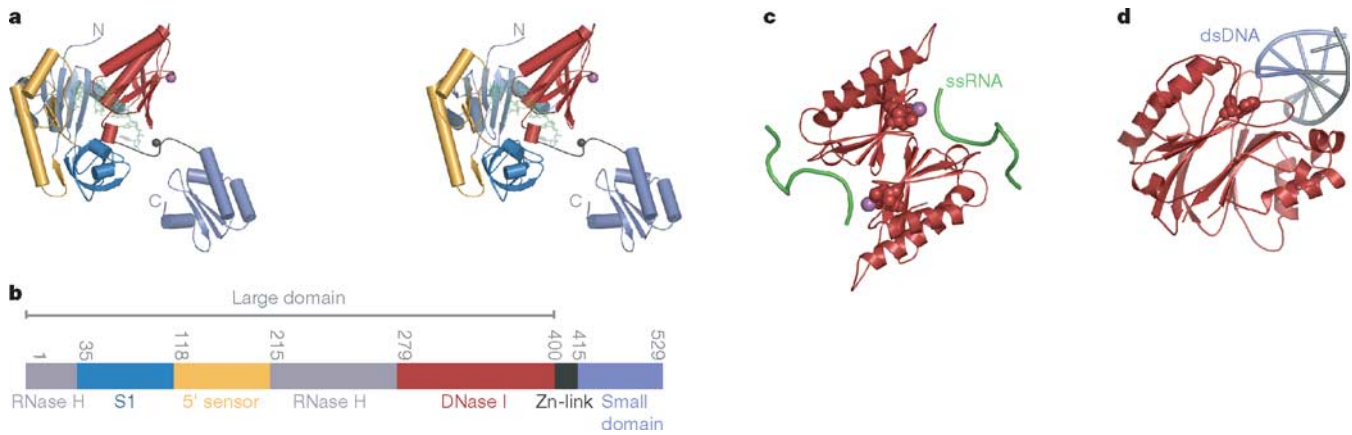 a
N
N
C
C
b
Large domain
1 35 118 215 279 400 415 529
RNase H S1 5' sensor RNase H DNase I Zn-link Small domain
c
ssRNA
d
dsDNA